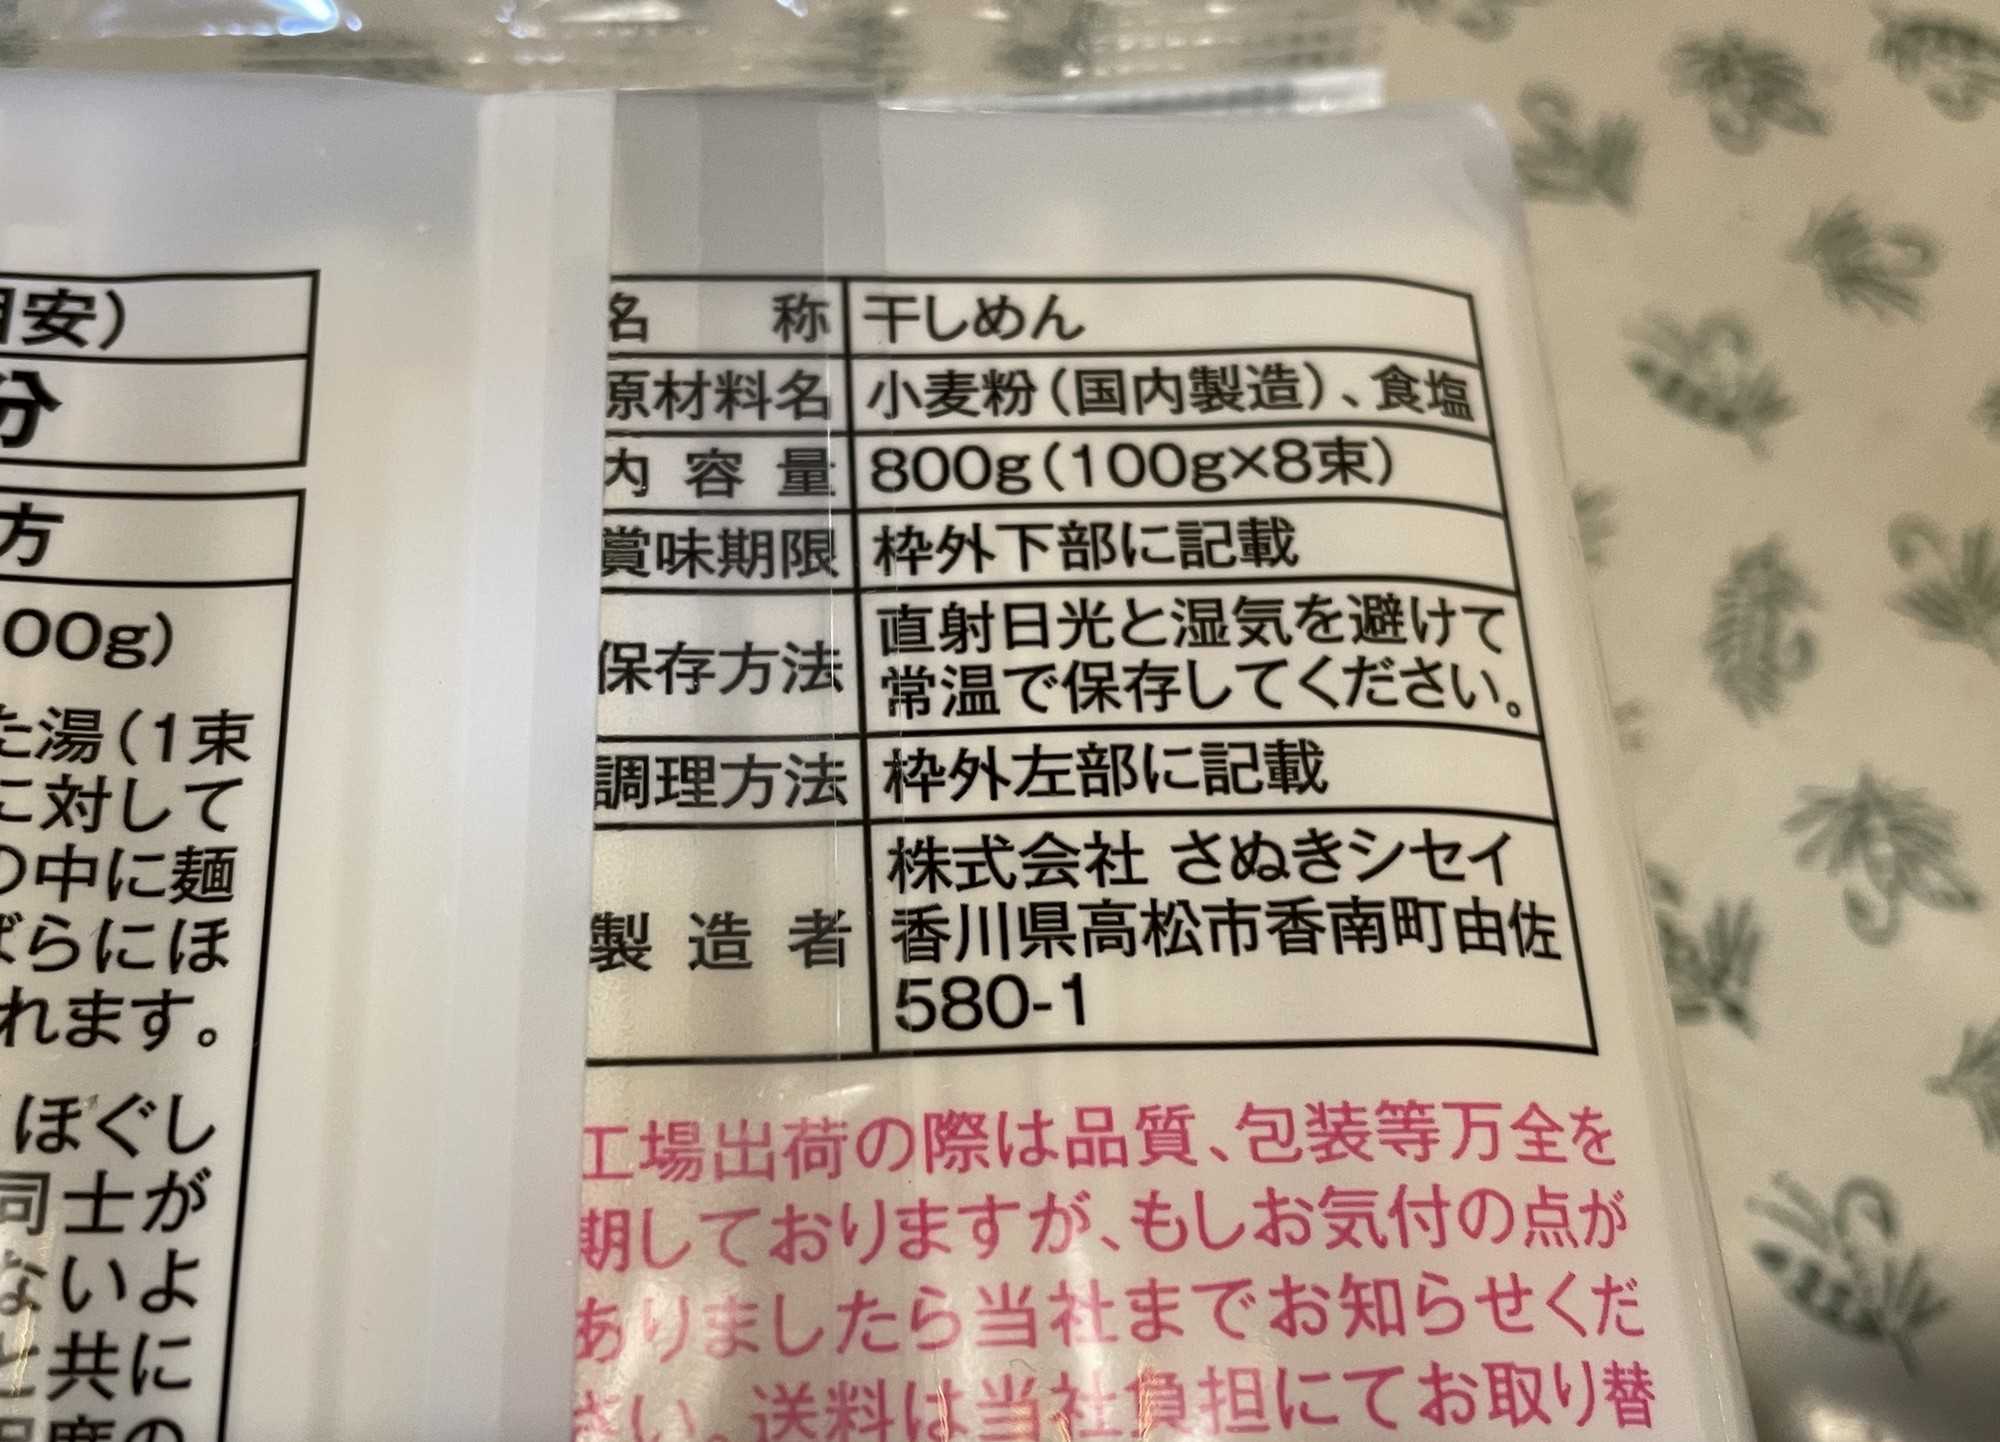 目安）
分
方
00g）
た湯（1束
に対して
の中に麺
ばらにほ
れます。
ほぐし
同士が
ないよ
と共に
名　称　干しめん
原材料名　小麦粉（国内製造）、食塩
内容量　800g（100g×8束）
賞味期限　枠外下部に記載
保存方法　直射日光と湿気を避けて
常温で保存してください。
調理方法　枠外左部に記載
製造者　株式会社 さぬきシセイ
香川県高松市香南町由佐
580-1
工場出荷の際は品質、包装等万全を
期しておりますが、もしお気付の点が
ありましたら当社までお知らせくだ
さい。送料は当社負担にてお取り替